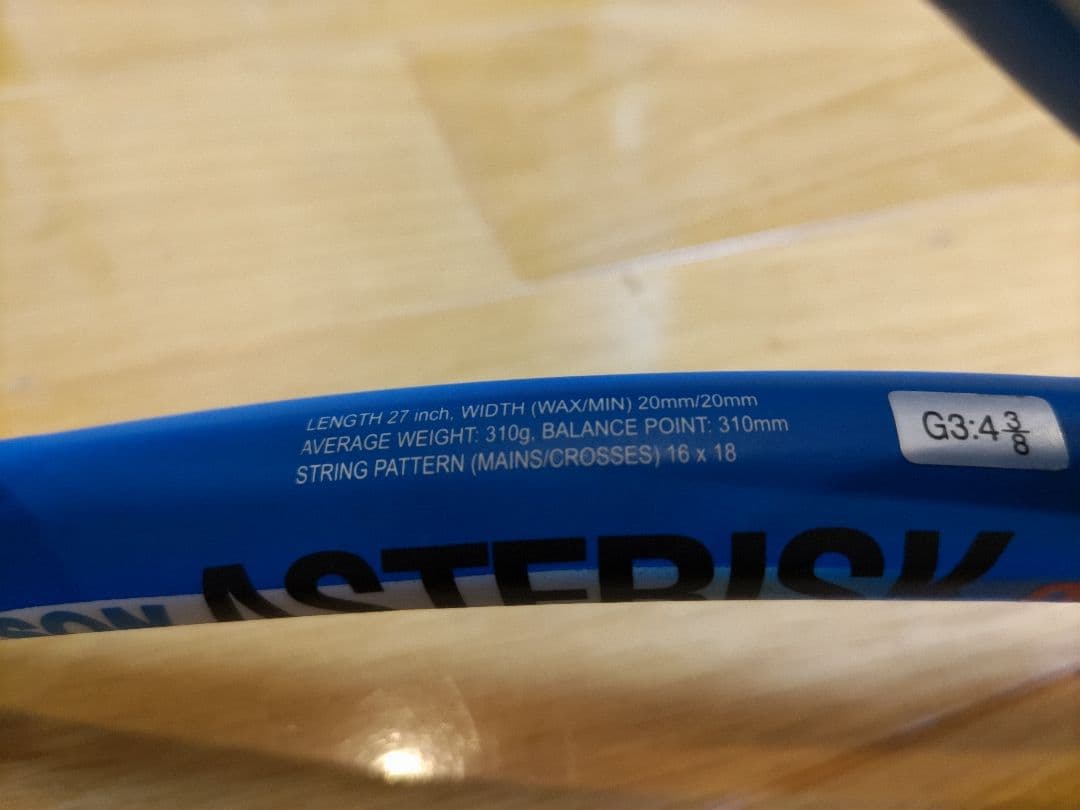 LENGTH 27 inch, WIDTH (WAX/MIN) 20mm/20mm
AVERAGE WEIGHT: 310g, BALANCE POINT: 310mm
STRING PATTERN (MAINS/CROSSES) 16 x 18
G3:4 3/8
ASTERISK